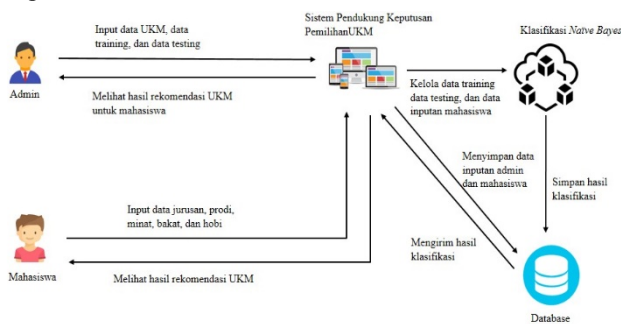 Input data UKM, data
training, dan data testing
Sistem Pendukung Keputusan
PemilihanUKM
Klasifikasi Naive Bayes
Admin
Melihat hasil rekomendasi UKM
untuk mahasiswa
Kelola data training
data testing, dan data
inputan mahasiswa
Menyimpan data
inputan admin
dan mahasiswa
Simpan hasil
klasifikasi
Input data jurusan, prodi,
minat, bakat, dan hobi
Mengirim hasil
klasifikasi
Mahasiswa
Melihat hasil rekomendasi UKM
Database